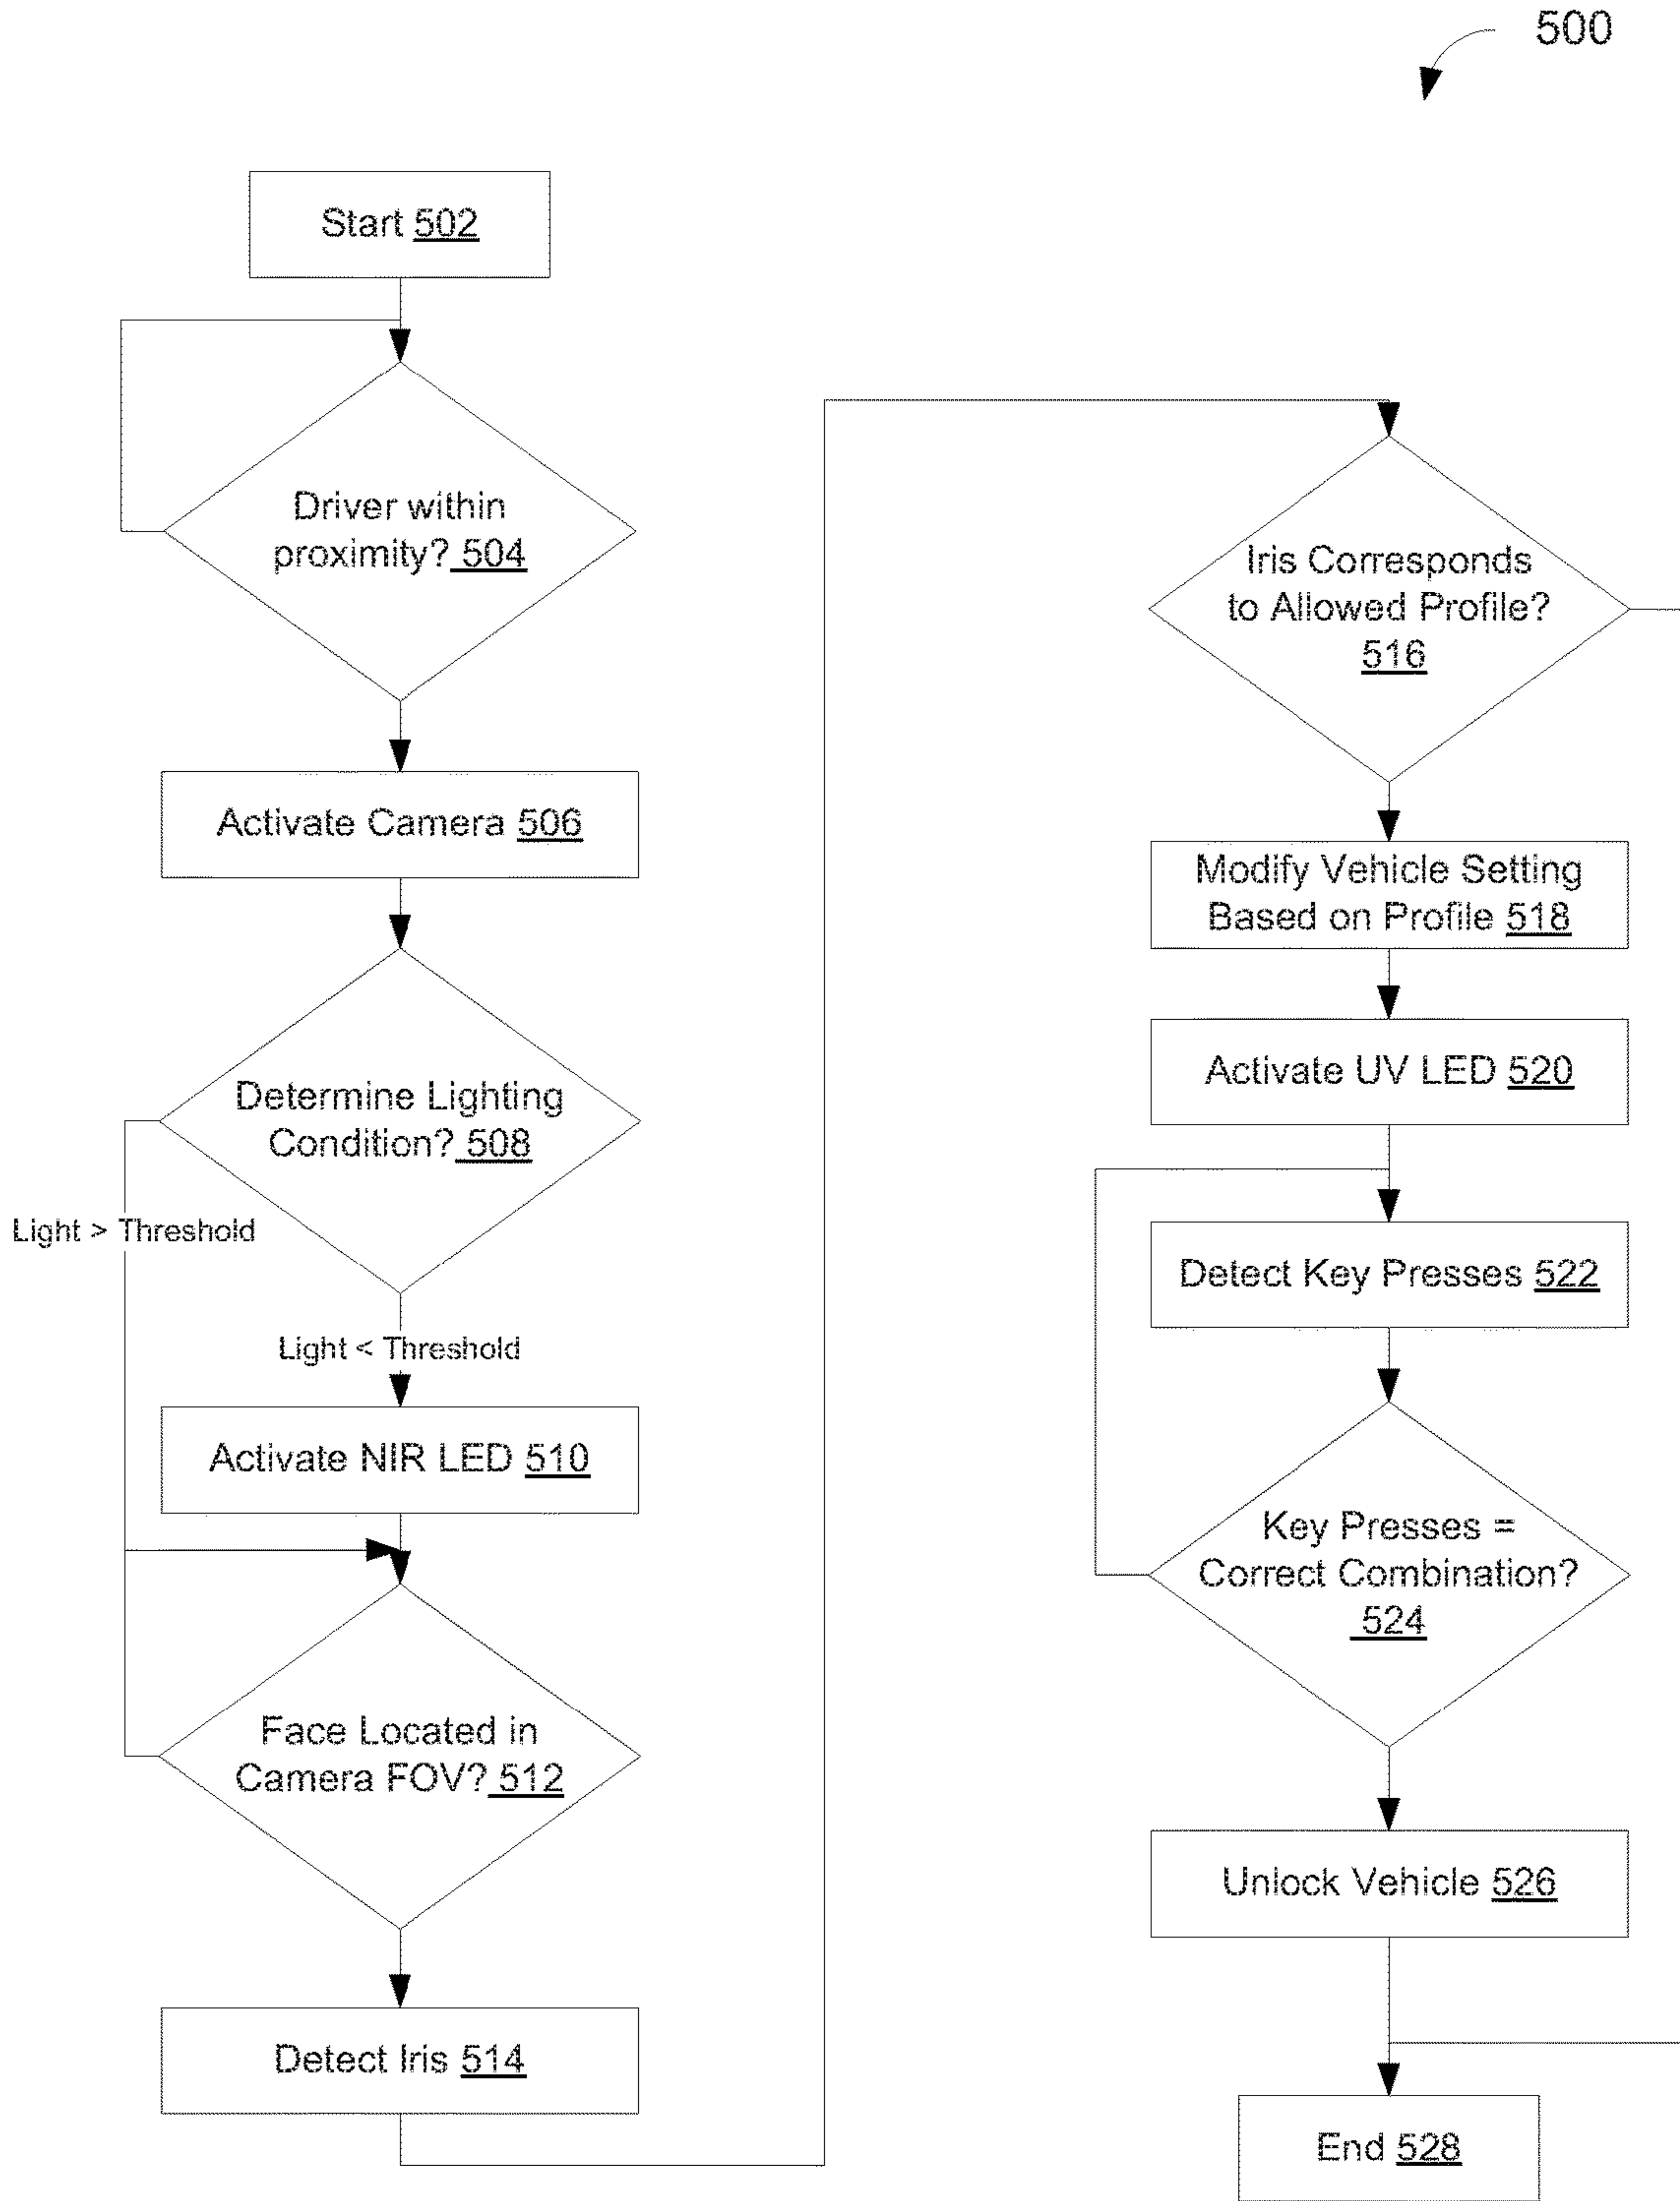 500
Start 502
Driver within
proximity? 504
Activate Camera 506
Determine Lighting
Condition? 508
Light > Threshold
Light < Threshold
Activate NIR LED 510
Face Located in
Camera FOV? 512
Detect Iris 514
Iris Corresponds
to Allowed Profile?
516
Modify Vehicle Setting
Based on Profile 518
Activate UV LED 520
Detect Key Presses 522
Key Presses =
Correct Combination?
524
Unlock Vehicle 526
End 528